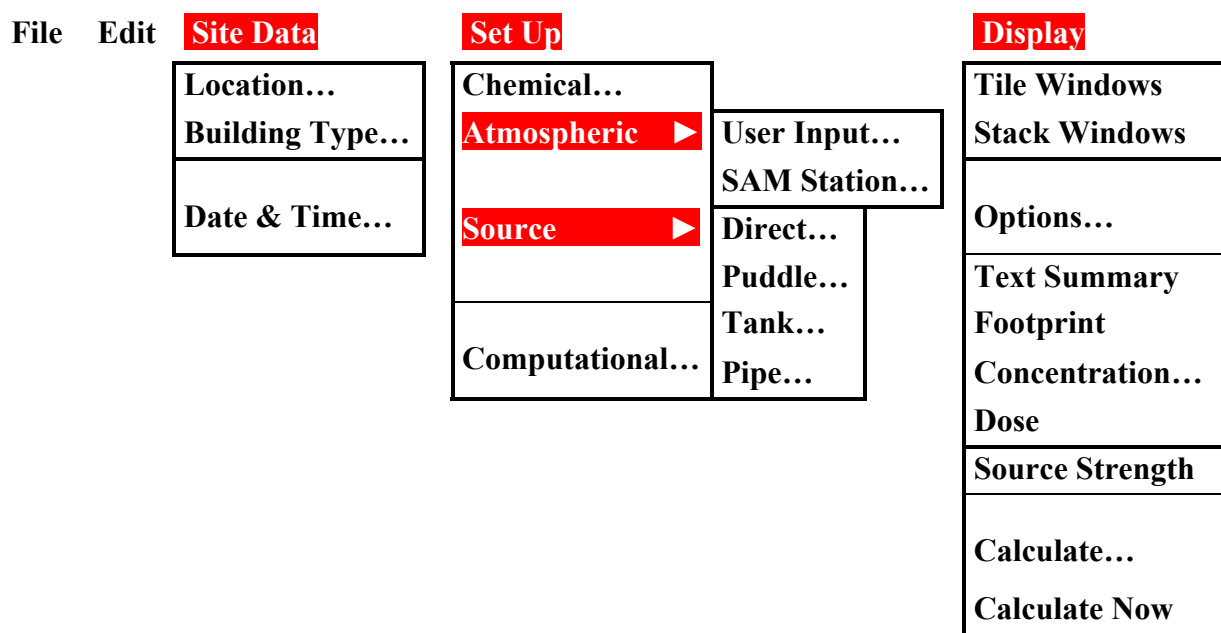 File Edit Site Data Set Up Display
Location…
Building Type…
Date & Time…
Chemical…
Atmospheric ►
Source ►
Computational…
User Input…
SAM Station…
Direct…
Puddle…
Tank…
Pipe…
Tile Windows
Stack Windows
Options…
Text Summary
Footprint
Concentration…
Dose
Source Strength
Calculate…
Calculate Now